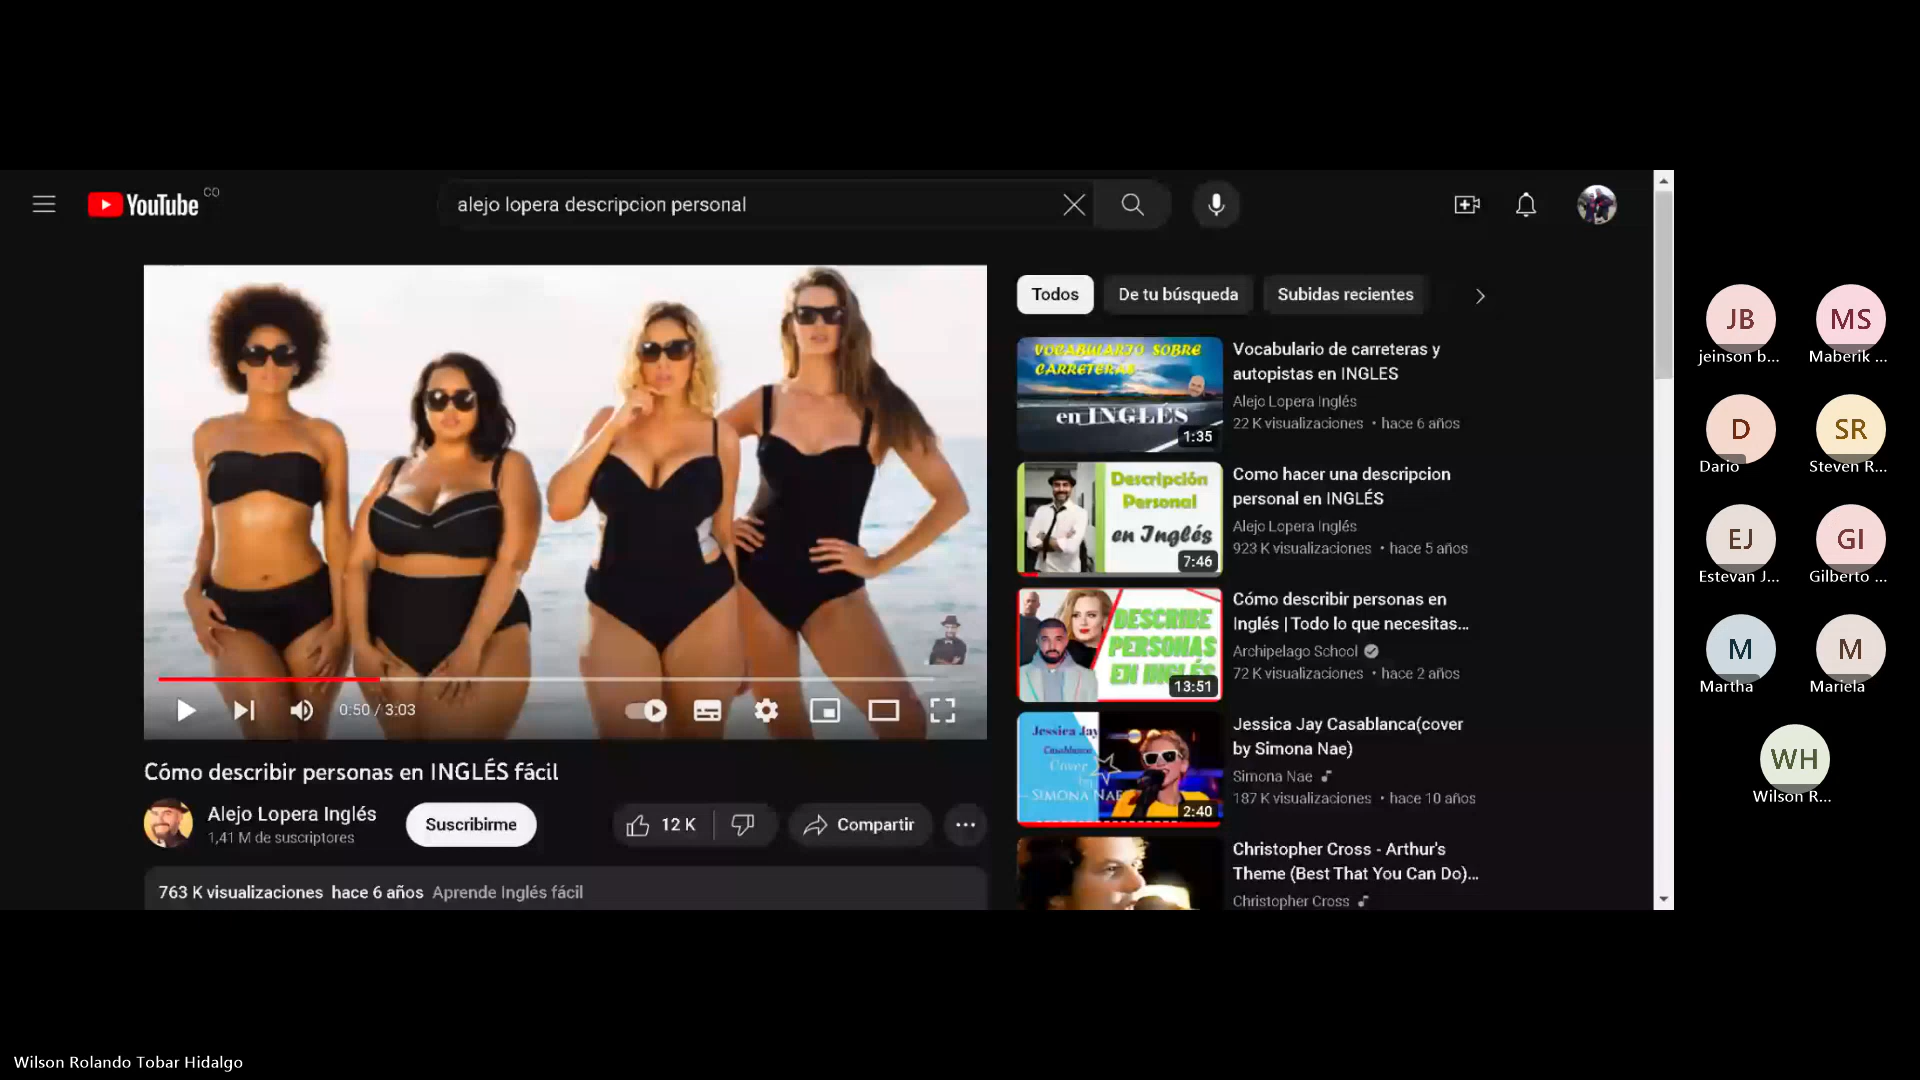 YouTube CO
alejo lopera descripcion personal
Todos
De tu búsqueda
Subidas recientes
VOCABULARIO SOBRE
CARRETERAS
en INGLÉS
1:35
Vocabulario de carreteras y
autopistas en INGLES
Alejo Lopera Inglés
22 K visualizaciones • hace 6 años
Descripción
Personal
en Inglés
7:46
Como hacer una descripcion
personal en INGLÉS
Alejo Lopera Inglés
923 K visualizaciones • hace 5 años
DESCRIBE
PERSONAS
EN INGLÉS
13:51
Cómo describir personas en
Inglés | Todo lo que necesitas...
Archipelago School
72 K visualizaciones • hace 2 años
Jessica Jay
Casablanca
Cover
by
SIMONA NAE
2:40
Jessica Jay Casablanca(cover
by Simona Nae)
Simona Nae
187 K visualizaciones • hace 10 años
Christopher Cross - Arthur's
Theme (Best That You Can Do)...
Christopher Cross
0:50 / 3:03
Cómo describir personas en INGLÉS fácil
Alejo Lopera Inglés
1,41 M de suscriptores
Suscribirme
12 K
Compartir
763 K visualizaciones hace 6 años Aprende Inglés fácil
JB
jeinson b...
MS
Maberik ...
D
Dario
SR
Steven R...
EJ
Estevan J...
GI
Gilberto ...
M
Martha
M
Mariela
WH
Wilson R...
Wilson Rolando Tobar Hidalgo